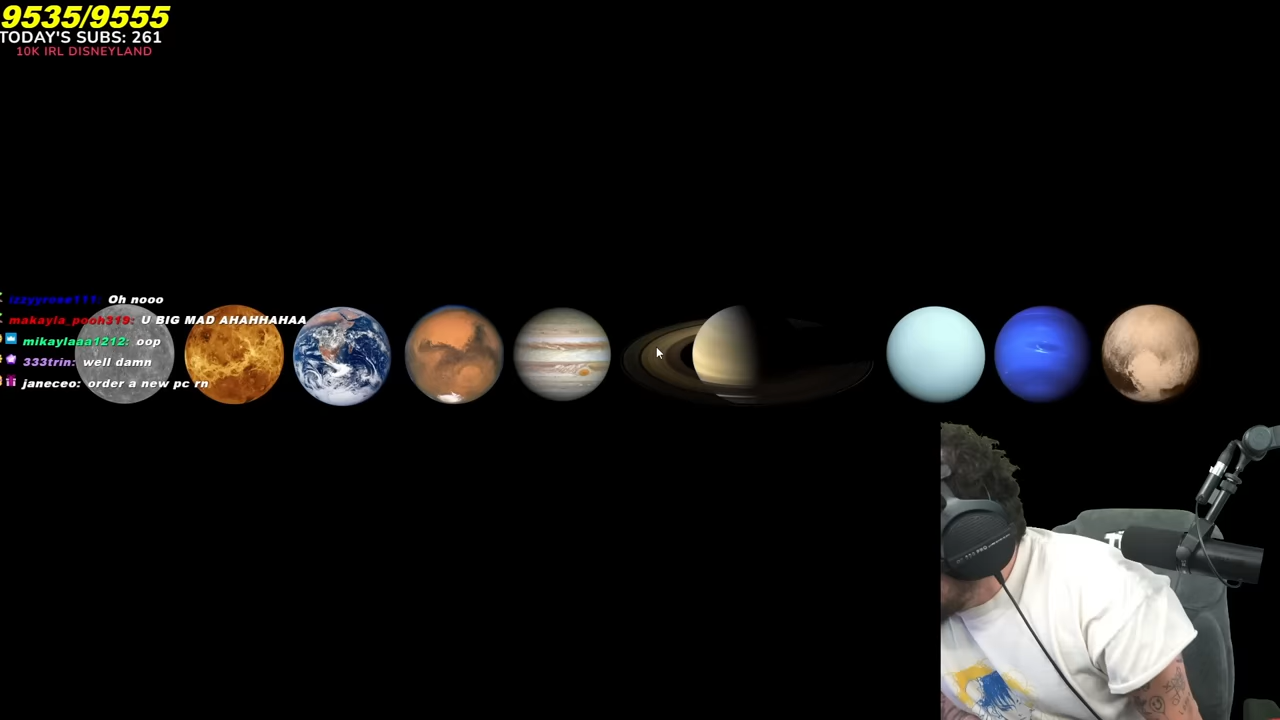 9535/9555
TODAY'S SUBS: 261
10K IRL DISNEYLAND
izzyyrose111: Oh nooo
makayla_pooh319: U BIG MAD AHAHHAHAA
mikaylaaa1212: oop
333trin: well damn
janeceo: order a new pc rn